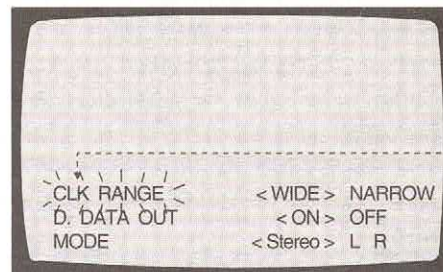 CLK RANGE <WIDE> NARROW
D. DATA OUT <ON> OFF
MODE <Stereo> L R